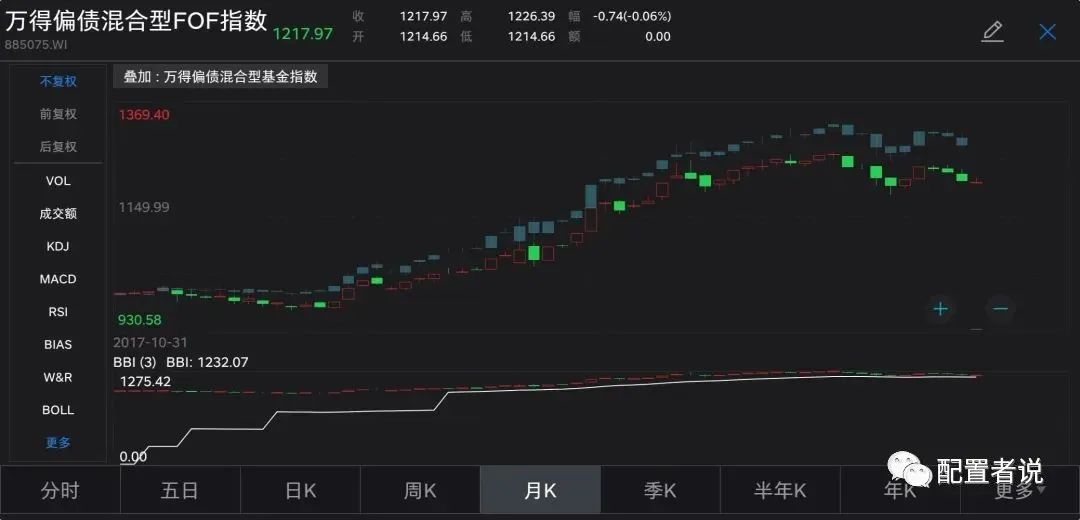 万得偏债混合型FOF指数 1217.97 收 1217.97 高 1226.39 幅 -0.74(-0.06%)
885075.WI 开 1214.66 低 1214.66 额 0.00
不复权
前复权
后复权
VOL
成交额
KDJ
MACD
RSI
BIAS
W&R
BOLL
更多
叠加：万得偏债混合型基金指数
1369.40
1149.99
930.58
2017-10-31
BBI (3) BBI: 1232.07
1275.42
0.00
配置者说
分时 五日 日K 周K 月K 季K 半年K 年K 更多